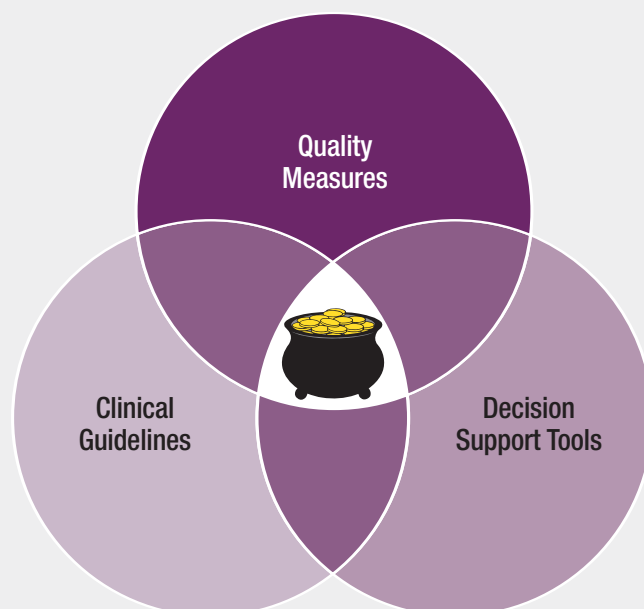 Quality
Measures
Clinical
Guidelines
Decision
Support Tools